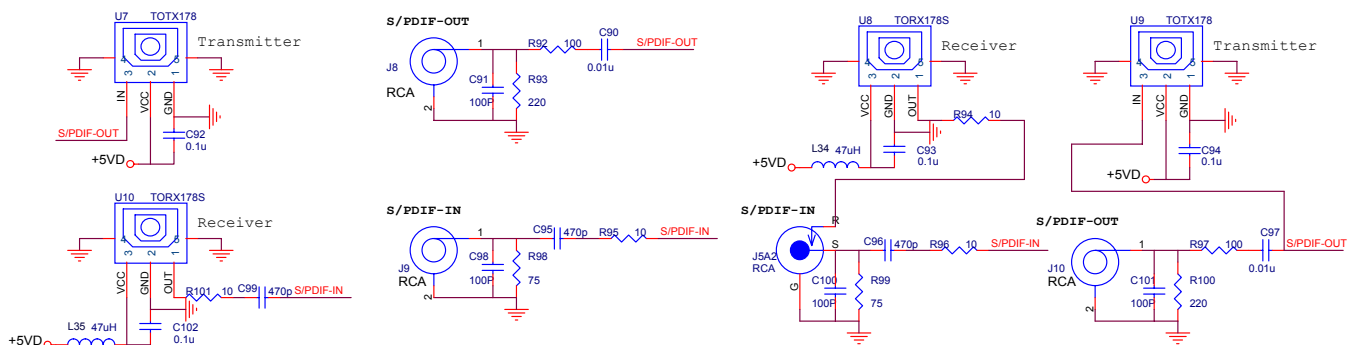 U7 TOTX178
Transmitter
4 5
3 2 1
IN VCC GND
S/PDIF-OUT
C92
0.1u
+5VD
S/PDIF-OUT
1
R92 100
C90
0.01u
S/PDIF-OUT
J8
RCA
2
C91
100P
R93
220
U8 TORX178S
Receiver
4 5
3 2 1
VCC GND OUT
R94 10
L34 47uH
C93
0.1u
+5VD
U9 TOTX178
Transmitter
4 5
3 2 1
IN VCC GND
C94
0.1u
+5VD
U10 TORX178S
Receiver
4 5
3 2 1
VCC GND OUT
R101 10
C99 470p
S/PDIF-IN
L35 47uH
C102
0.1u
+5VD
S/PDIF-IN
1
C95 470p
R95 10
S/PDIF-IN
J9
RCA
2
C98
100P
R98
75
S/PDIF-IN
R
S
G
J5A2
RCA
C96 470p
R96 10
S/PDIF-IN
C100
100P
R99
75
S/PDIF-OUT
1
R97 100
C97
0.01u
S/PDIF-OUT
J10
RCA
2
C101
100P
R100
220